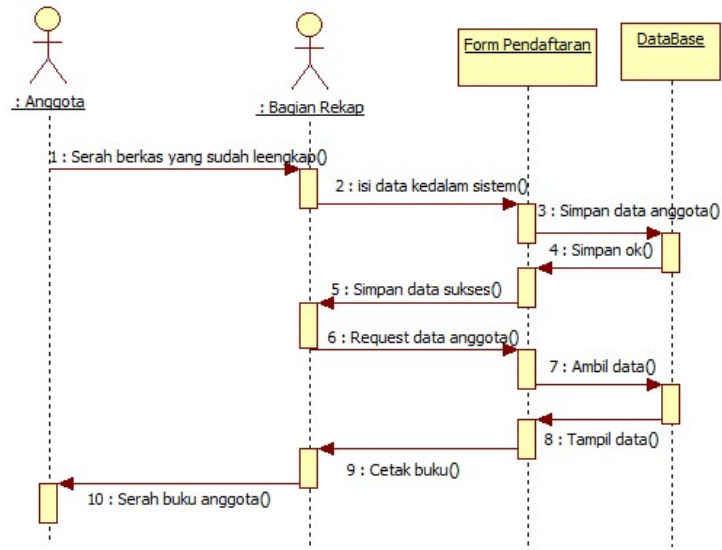 Form Pendaftaran
DataBase
: Anggota
: Bagian Rekap
1 : Serah berkas yang sudah leengkap()
2 : isi data kedalam sistem()
3 : Simpan data anggota()
4 : Simpan ok()
5 : Simpan data sukses()
6 : Request data anggota()
7 : Ambil data()
8 : Tampil data()
9 : Cetak buku()
10 : Serah buku anggota()